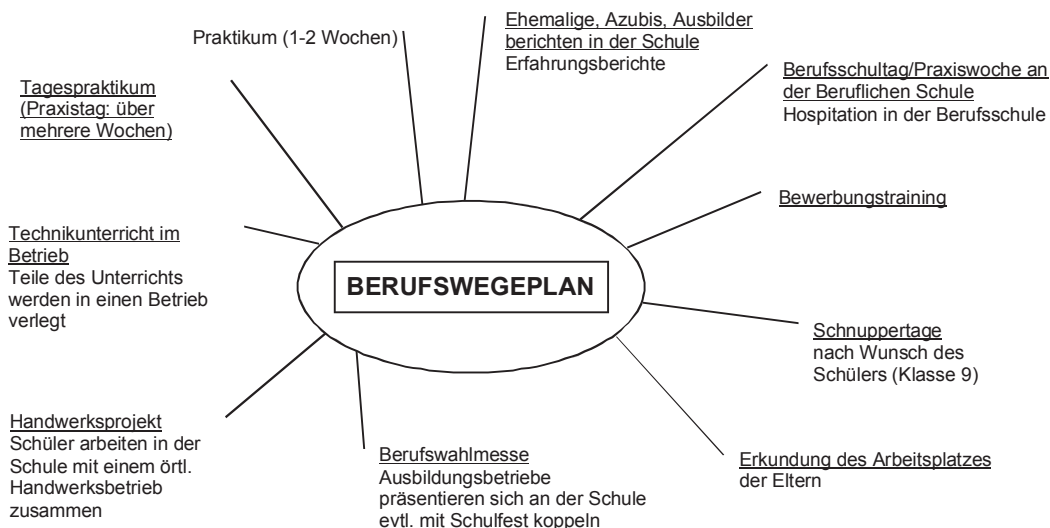 Praktikum (1-2 Wochen)
Ehemalige, Azubis, Ausbilder
berichten in der Schule
Erfahrungsberichte
Berufsschultag/Praxiswoche an
der Beruflichen Schule
Hospitation in der Berufsschule
Tagespraktikum
(Praxistag: über
mehrere Wochen)
Bewerbungstraining
Technikunterricht im
Betrieb
Teile des Unterrichts
werden in einen Betrieb
verlegt
BERUFSWEGEPLAN
Schnuppertage
nach Wunsch des
Schülers (Klasse 9)
Handwerksprojekt
Schüler arbeiten in der
Schule mit einem örtl.
Handwerksbetrieb
zusammen
Berufswahlmesse
Ausbildungsbetriebe
präsentieren sich an der Schule
evtl. mit Schulfest koppeln
Erkundung des Arbeitsplatzes
der Eltern